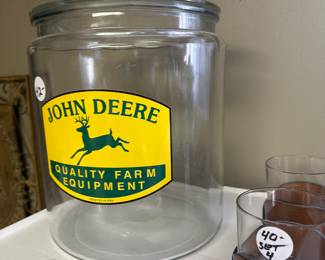 JOHN DEERE
QUALITY FARM
EQUIPMENT
40-
SET
4